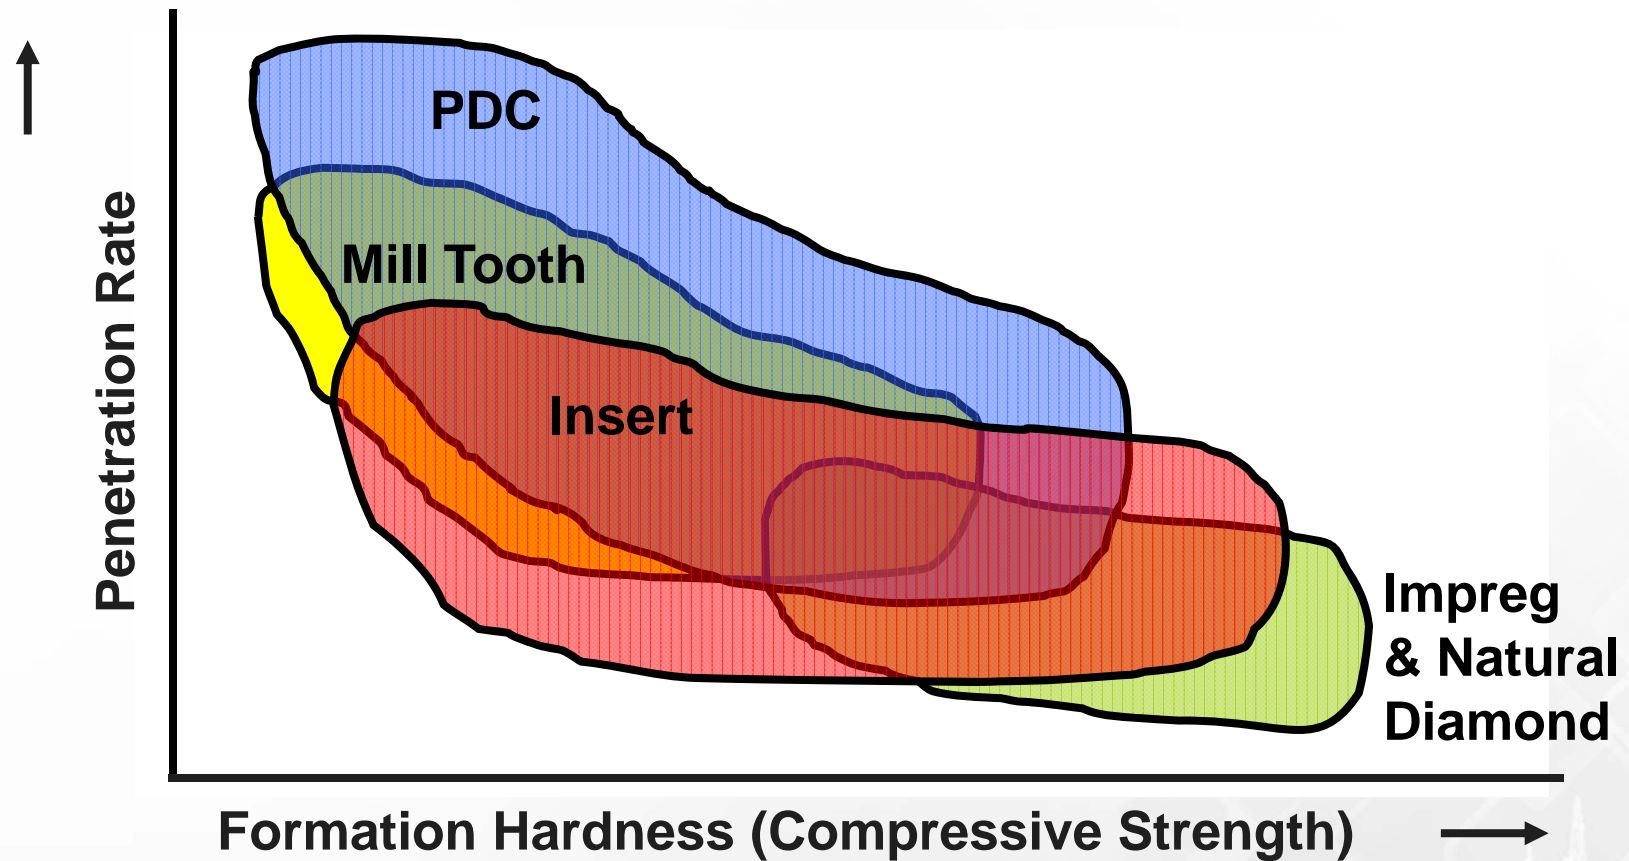 PDC
Mill Tooth
Insert
Impreg
& Natural
Diamond
Penetration Rate
Formation Hardness (Compressive Strength)